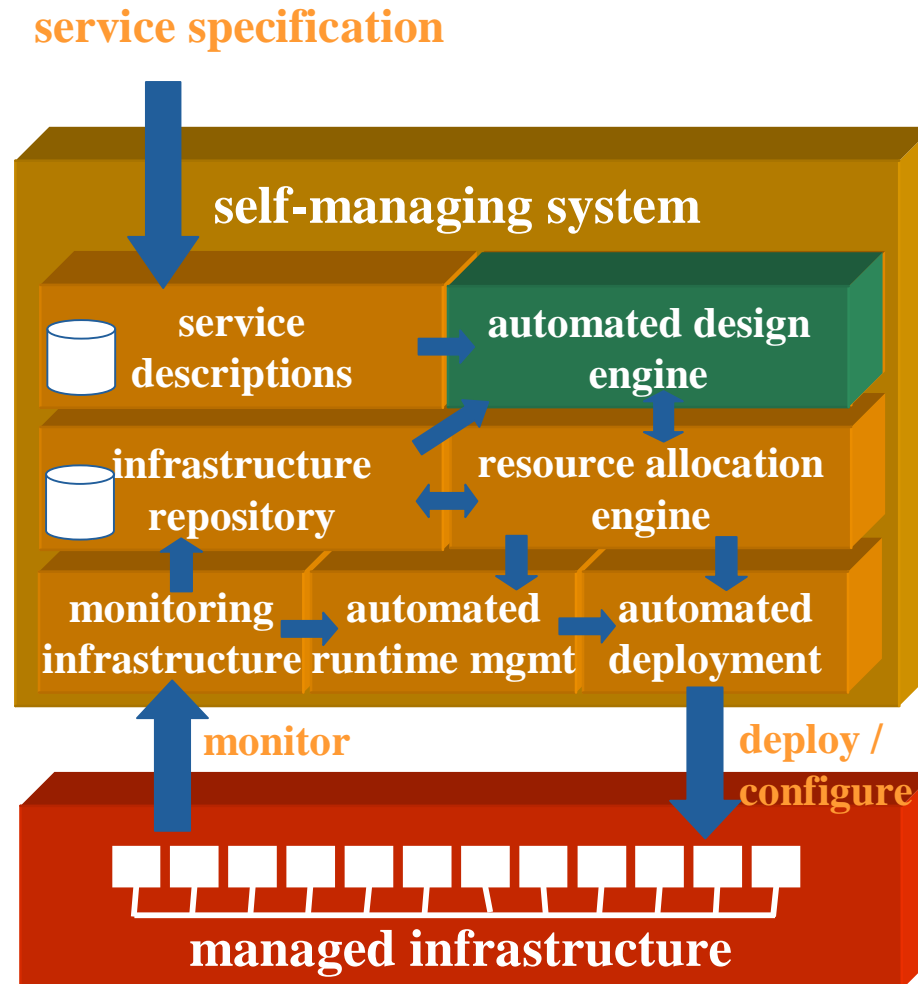 service specification
self-managing system
service
descriptions
automated design
engine
infrastructure
repository
resource allocation
engine
monitoring
infrastructure
automated
runtime mgmt
automated
deployment
monitor
deploy /
configure
managed infrastructure